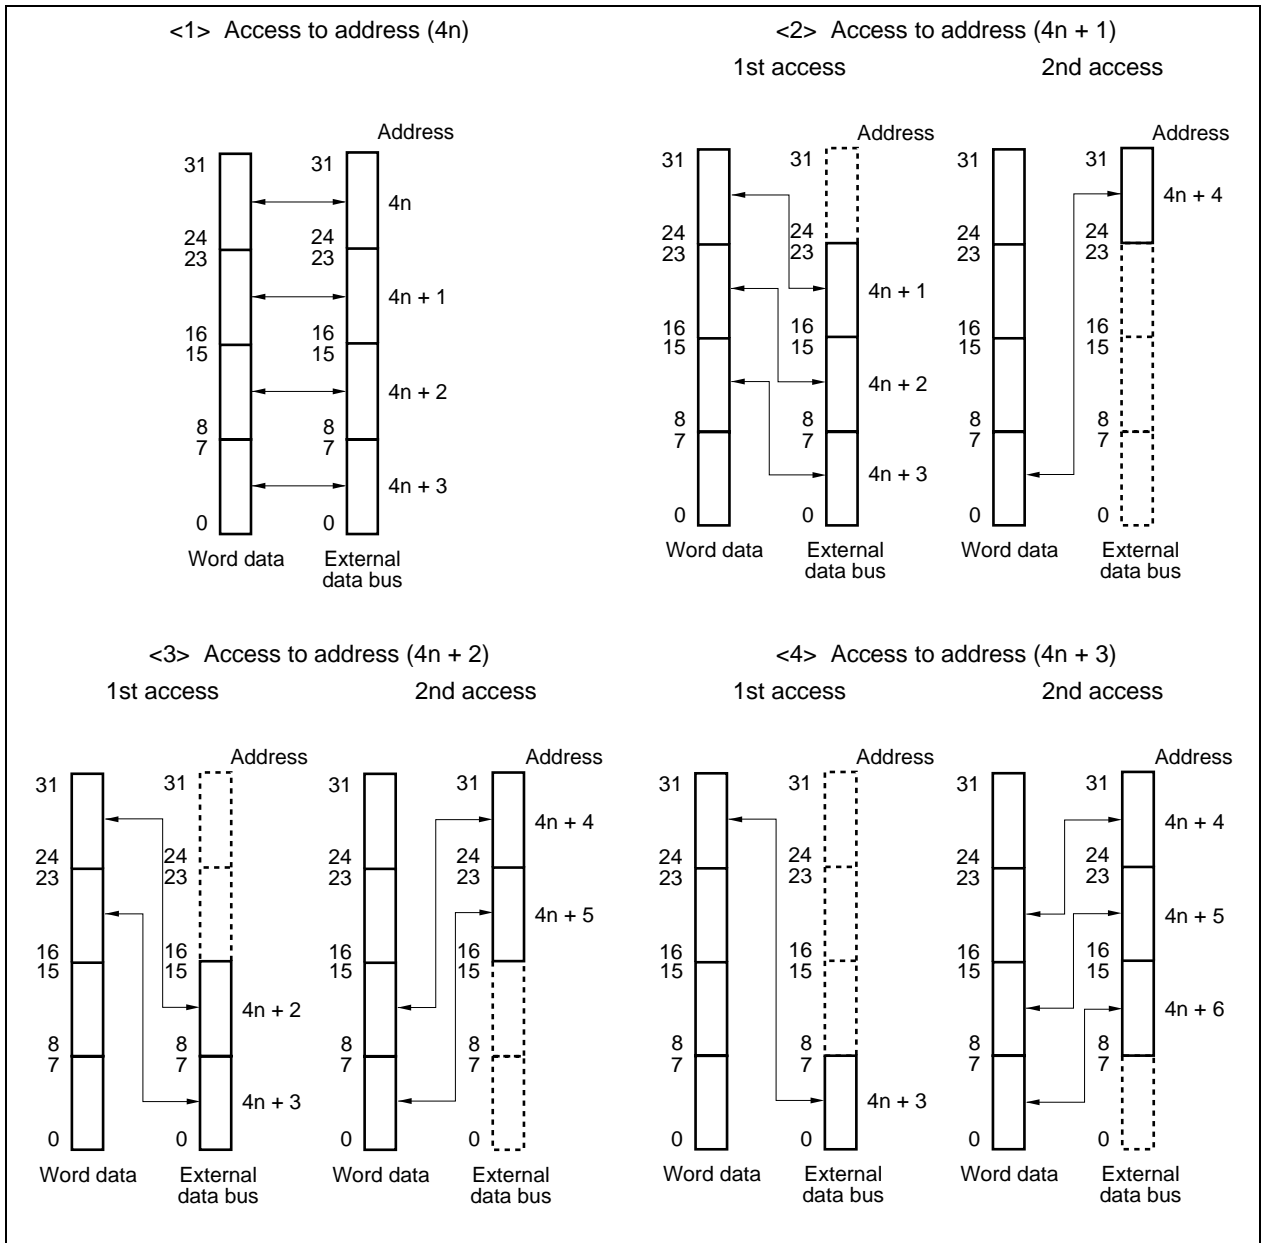 <1> Access to address (4n)
Address
31 31
4n
24 24
23 23
4n + 1
16 16
15 15
4n + 2
8 8
7 7
4n + 3
0 0
Word data External
data bus
<2> Access to address (4n + 1)
1st access 2nd access
Address Address
31 31 31 31
4n + 4
24 24 24 24
23 23 23 23
4n + 1
16 16 16 16
15 15 15 15
4n + 2
8 8 8 8
7 7 7 7
4n + 3
0 0 0 0
Word data External Word data External
data bus data bus
<3> Access to address (4n + 2)
1st access 2nd access
Address Address
31 31 31 31
4n + 4
24 24 24 24
23 23 23 23
4n + 5
16 16 16 16
15 15 15 15
4n + 2
8 8 8 8
7 7 7 7
4n + 3
0 0 0 0
Word data External Word data External
data bus data bus
<4> Access to address (4n + 3)
1st access 2nd access
Address Address
31 31 31 31
4n + 4
24 24 24 24
23 23 23 23
4n + 5
16 16 16 16
15 15 15 15
4n + 6
8 8 8 8
7 7 7 7
4n + 3
0 0 0 0
Word data External Word data External
data bus data bus